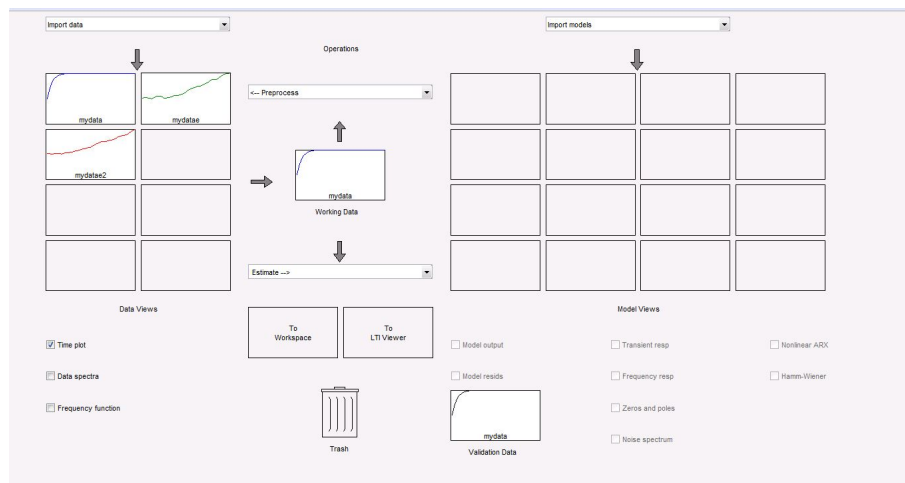 Import data
Import models
Operations
<-- Preprocess
mydata
mydatae
mydatae2
mydata
Working Data
Estimate -->
Data Views
Time plot
Data spectra
Frequency function
To
Workspace
To
LTI Viewer
Trash
Model Views
Model output
Model resids
Transient resp
Frequency resp
Zeros and poles
Noise spectrum
Nonlinear ARX
Hamm-Wiener
mydata
Validation Data